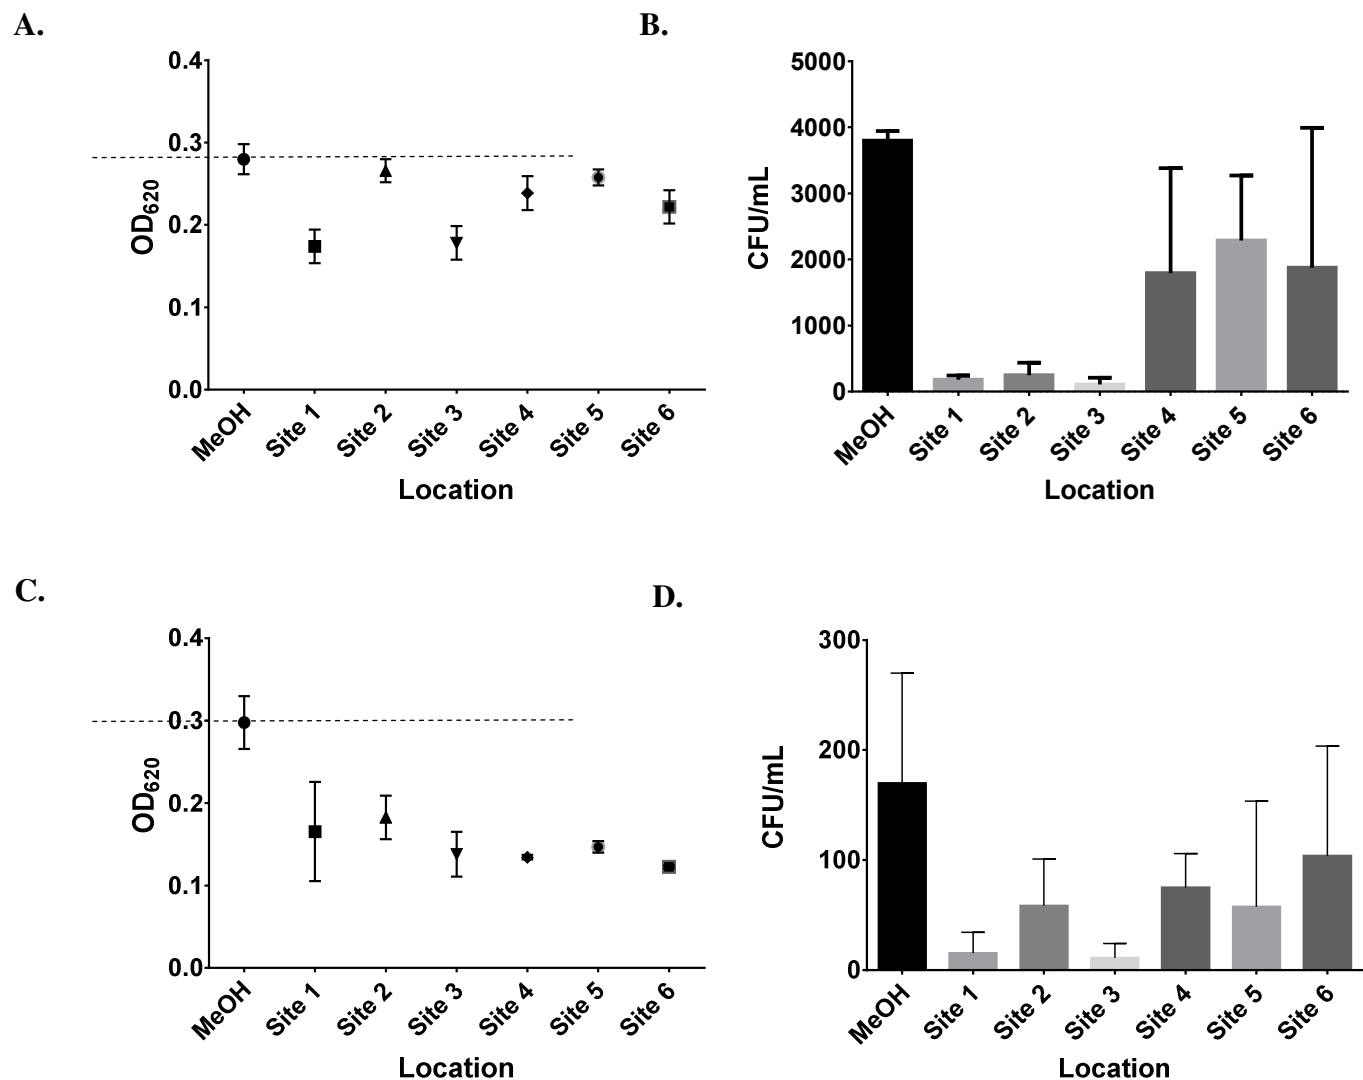 A.
0.4
0.3
0.2
0.1
0.0
OD620
MeOH
Site 1
Site 2
Site 3
Site 4
Site 5
Site 6
Location
B.
5000
4000
3000
2000
1000
0
CFU/mL
MeOH
Site 1
Site 2
Site 3
Site 4
Site 5
Site 6
Location
C.
0.4
0.3
0.2
0.1
0.0
OD620
MeOH
Site 1
Site 2
Site 3
Site 4
Site 5
Site 6
Location
D.
300
200
100
0
CFU/mL
MeOH
Site 1
Site 2
Site 3
Site 4
Site 5
Site 6
Location